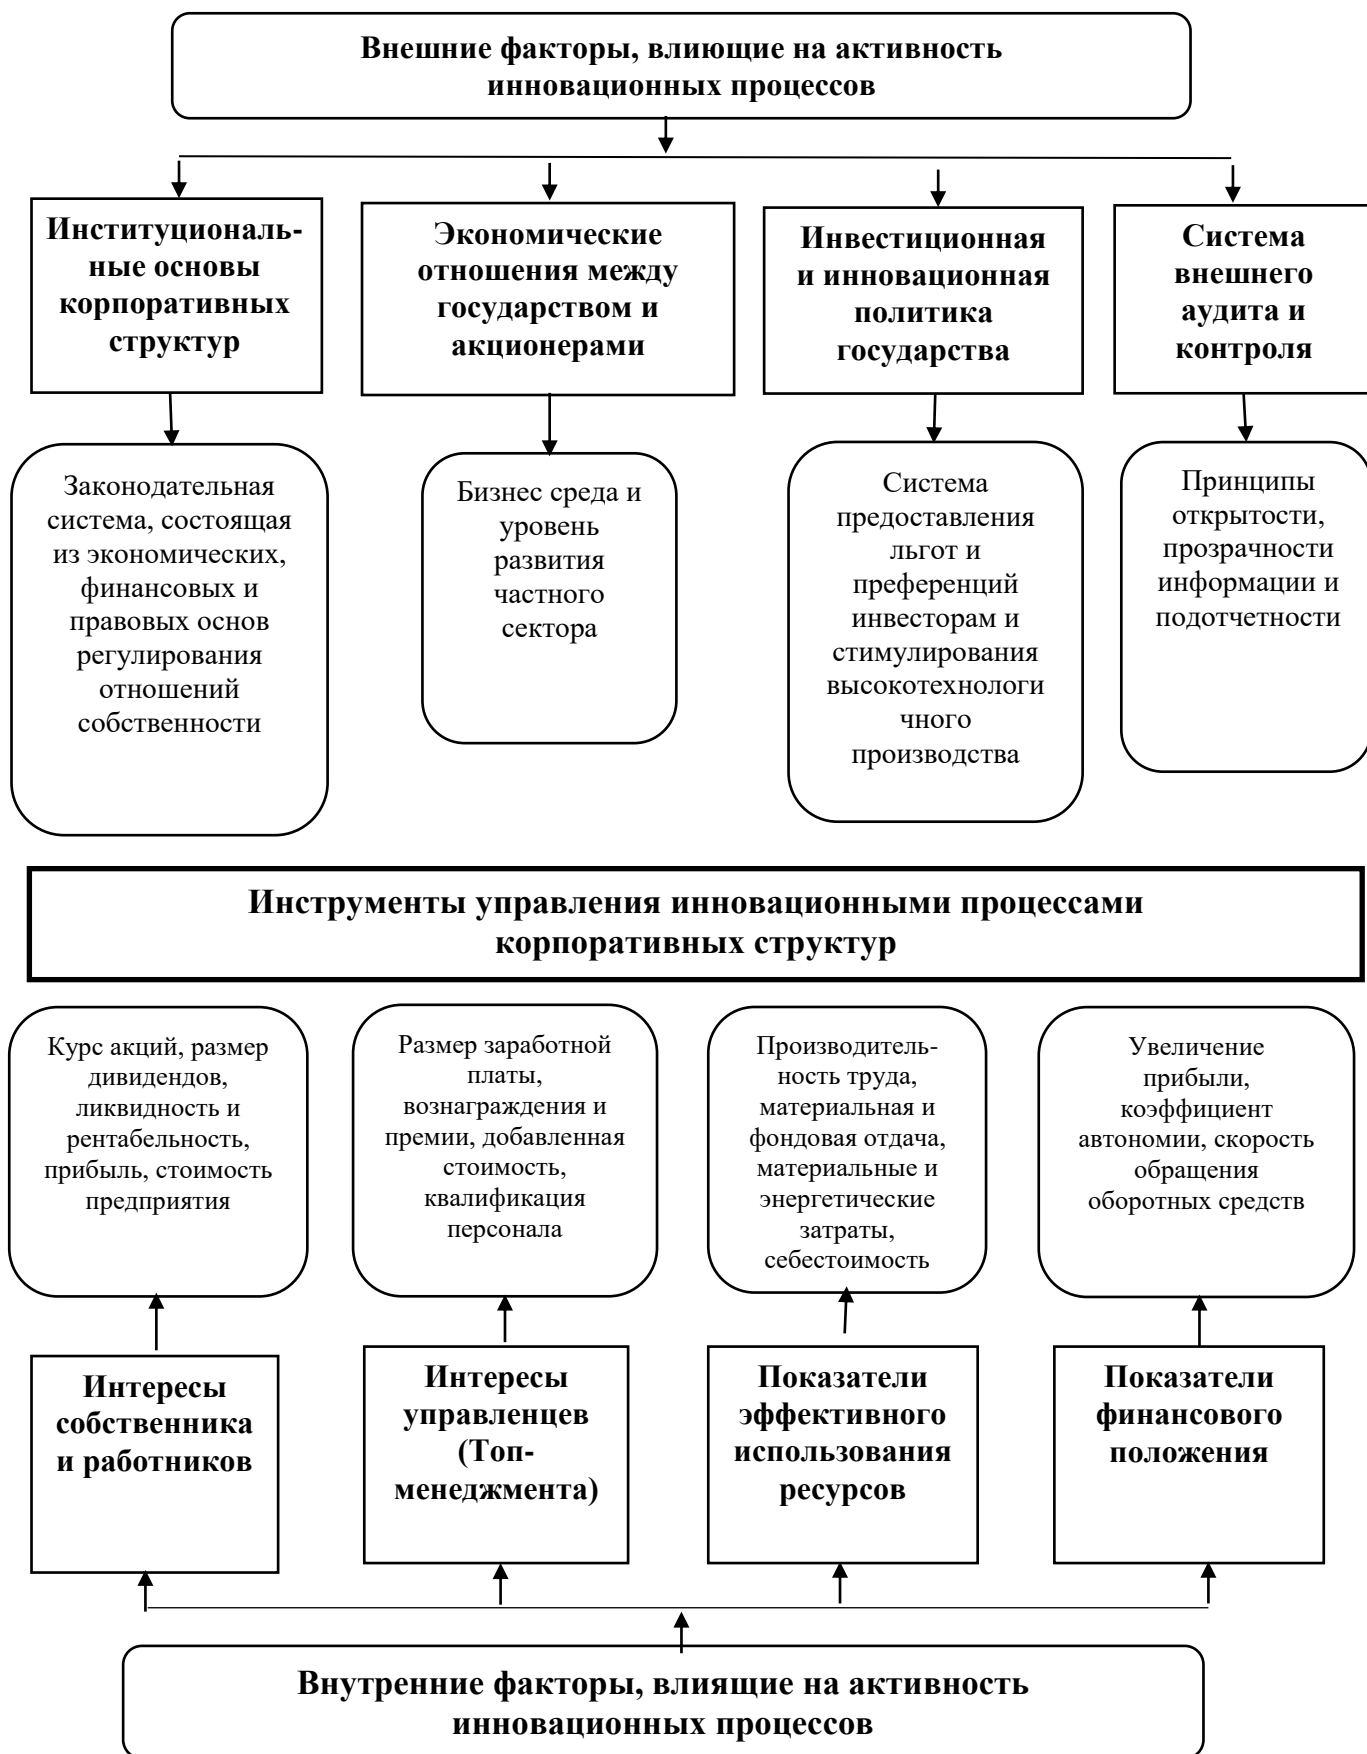 Внешние факторы, влиющие на активность
инновационных процессов
Институциональ-
ные основы
корпоративных
структур
Экономические
отношения между
государством и
акционерами
Инвестиционная
и инновационная
политика
государства
Система
внешнего
аудита и
контроля
Законодательная
система, состоящая
из экономических,
финансовых и
правовых основ
регулирования
отношений
собственности
Бизнес среда и
уровень
развития
частного
сектора
Система
предоставления
льгот и
преференций
инвесторам и
стимулирования
высокотехнологи
чного
производства
Принципы
открытости,
прозрачности
информации и
подотчетности
Инструменты управления инновационными процессами
корпоративных структур
Курс акций, размер
дивидендов,
ликвидность и
рентабельность,
прибыль, стоимость
предприятия
Размер заработной
платы,
вознаграждения и
премии, добавленная
стоимость,
квалификация
персонала
Производитель-
ность труда,
материальная и
фондовая отдача,
материальные и
энергетические
затраты,
себестоимость
Увеличение
прибыли,
коэффициент
автономии, скорость
обращения
оборотных средств
Интересы
собственника
и работников
Интересы
управленцев
(Топ-
менеджмента)
Показатели
эффективного
использования
ресурсов
Показатели
финансового
положения
Внутренние факторы, влияющие на активность
инновационных процессов